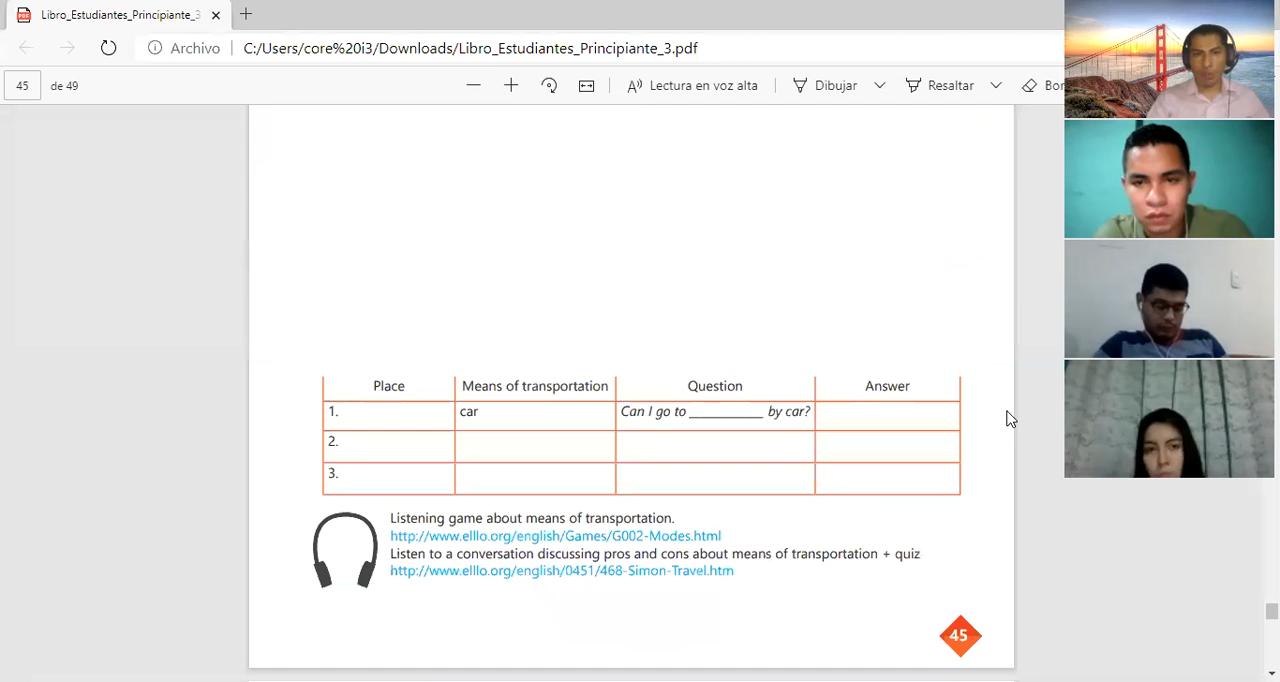 Libro_Estudiantes_Principiante_3
Archivo C:/Users/core%20i3/Downloads/Libro_Estudiantes_Principiante_3.pdf
45 de 49 Lectura en voz alta Dibujar Resaltar Bor
Place Means of transportation Question Answer
1. car Can I go to __________ by car?
2.
3.
Listening game about means of transportation.
http://www.elllo.org/english/Games/G002-Modes.html
Listen to a conversation discussing pros and cons about means of transportation + quiz
http://www.elllo.org/english/0451/468-Simon-Travel.htm
45